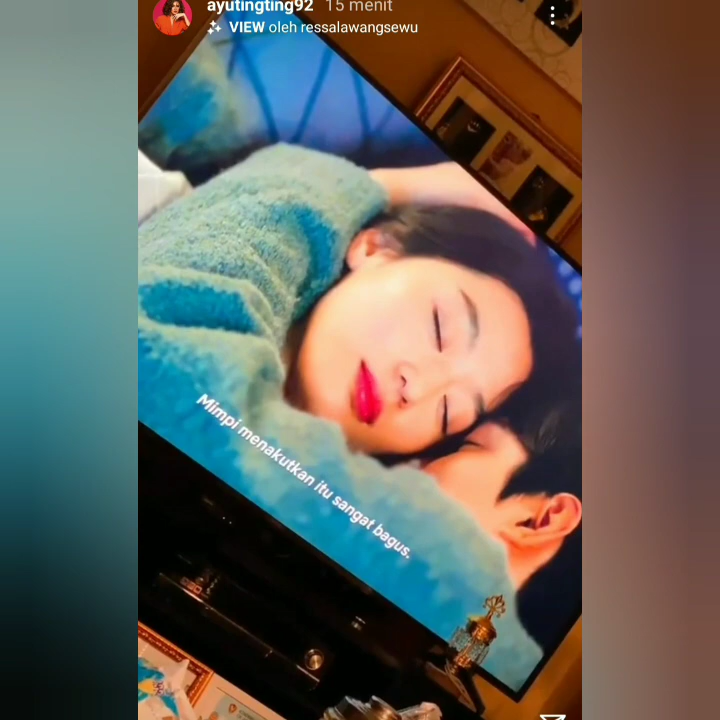 ayutingting92 15 menit
VIEW oleh ressalawangsewu
Mimpi menakutkan itu sangat bagus.